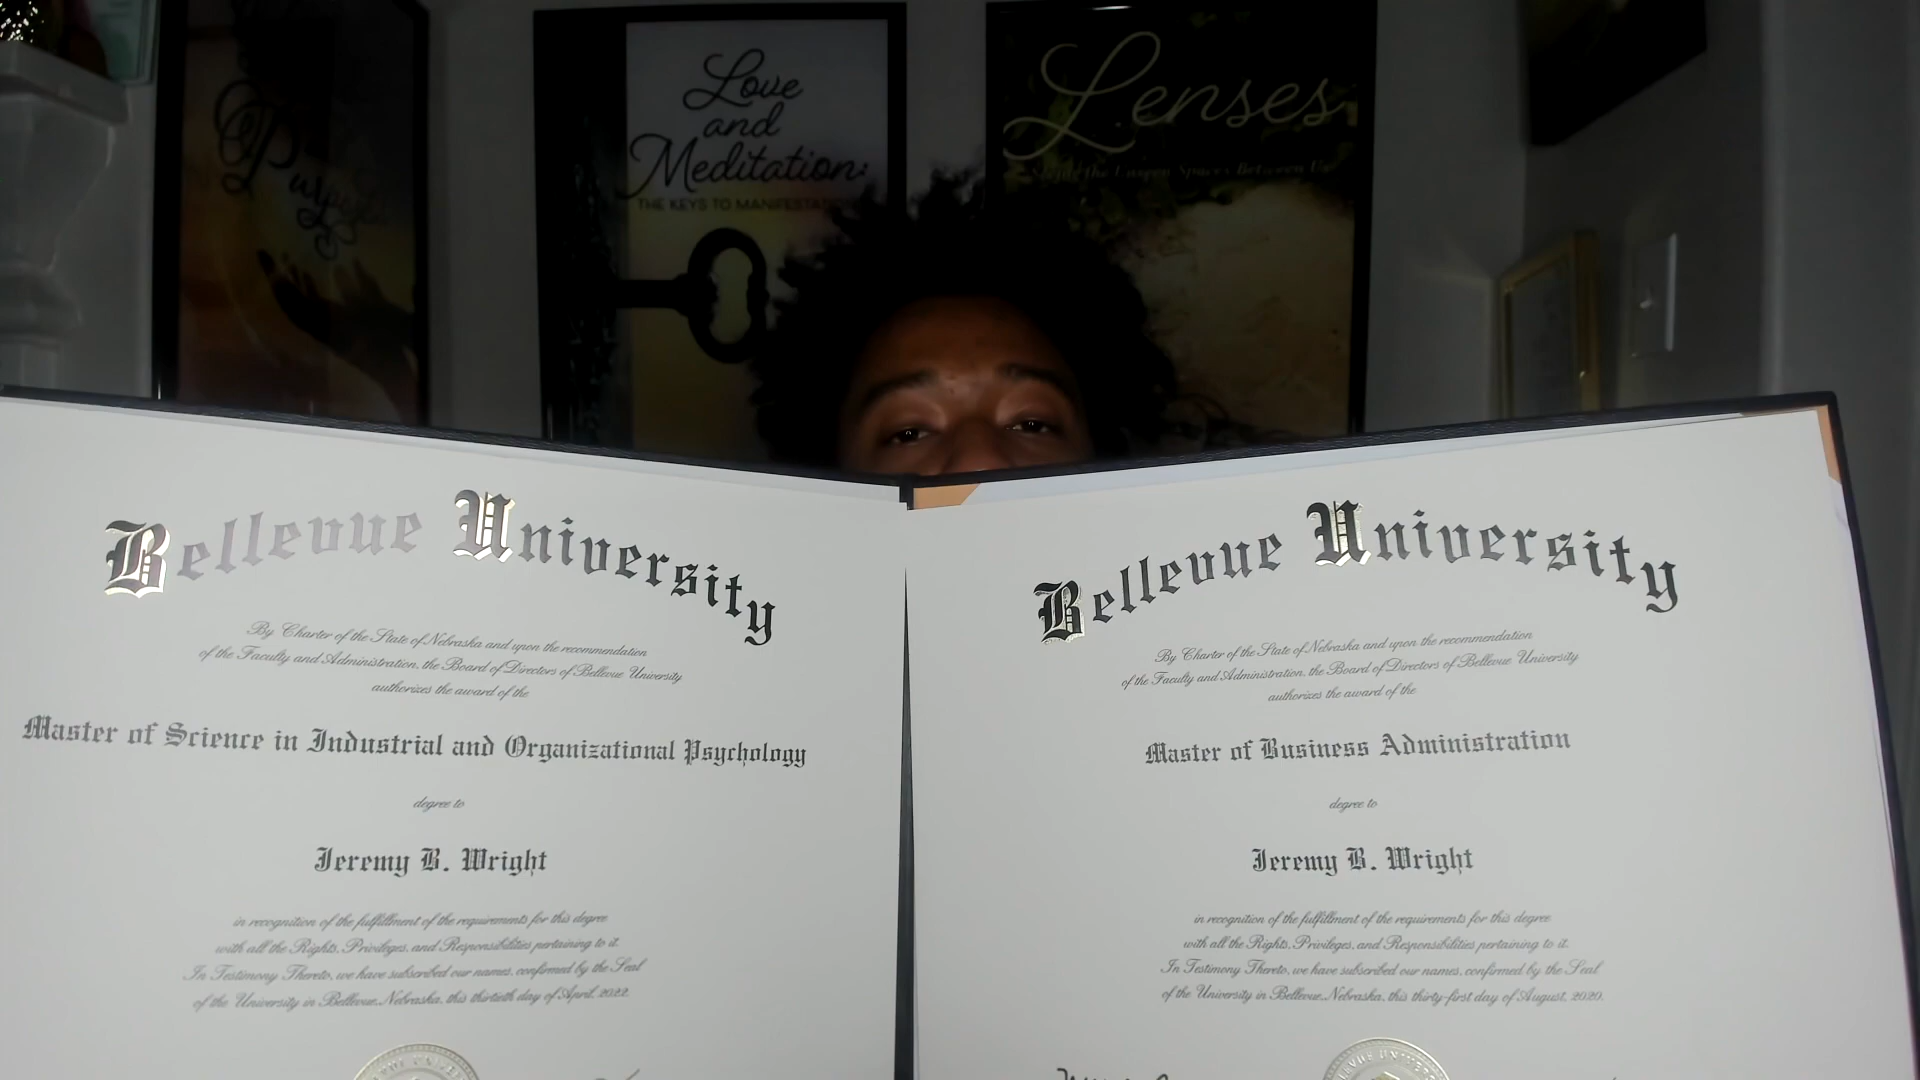 Purpose
Love
and
Meditation:
THE KEYS TO MANIFESTATION
Lenses
Seeing the Unseen Spaces Between Us
Bellevue University
By Charter of the State of Nebraska and upon the recommendation
of the Faculty and Administration, the Board of Directors of Bellevue University
authorizes the award of the
Master of Science in Industrial and Organizational Psychology
degree to
Jeremy B. Wright
in recognition of the fulfillment of the requirements for this degree
with all the Rights, Privileges, and Responsibilities pertaining to it.
In Testimony Thereto, we have subscribed our names, confirmed by the Seal
of the University in Bellevue, Nebraska, this thirtieth day of April, 2022.
Bellevue University
By Charter of the State of Nebraska and upon the recommendation
of the Faculty and Administration, the Board of Directors of Bellevue University
authorizes the award of the
Master of Business Administration
degree to
Jeremy B. Wright
in recognition of the fulfillment of the requirements for this degree
with all the Rights, Privileges, and Responsibilities pertaining to it.
In Testimony Thereto, we have subscribed our names, confirmed by the Seal
of the University in Bellevue, Nebraska, this thirty-first day of August, 2020.